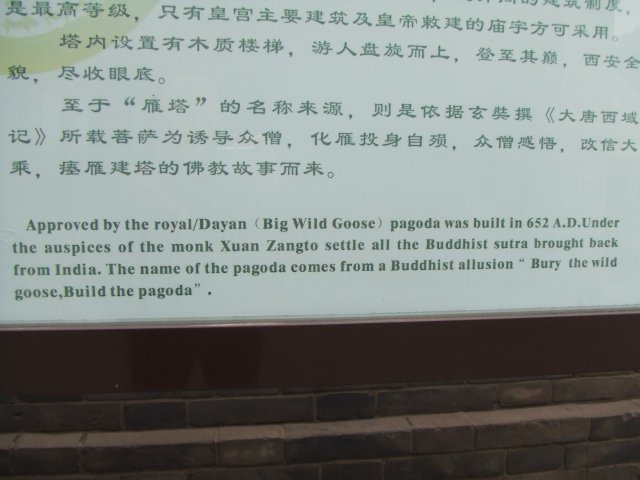 的建筑制度，
是最高等级，只有皇宫主要建筑及皇帝敕建的庙宇方可采用。
塔内设置有木质楼梯，游人盘旋而上，登至其巅，西安全
貌，尽收眼底。
至于“雁塔”的名称来源，则是依据玄奘撰《大唐西域
记》所载菩萨为诱导众僧，化雁投身自殒，众僧感悟，改信大
乘，瘗雁建塔的佛教故事而来。
Approved by the royal/Dayan（Big Wild Goose）pagoda was built in 652 A.D.Under
the auspices of the monk Xuan Zangto settle all the Buddhist sutra brought back
from India. The name of the pagoda comes from a Buddhist allusion “ Bury the wild
goose,Build the pagoda”.